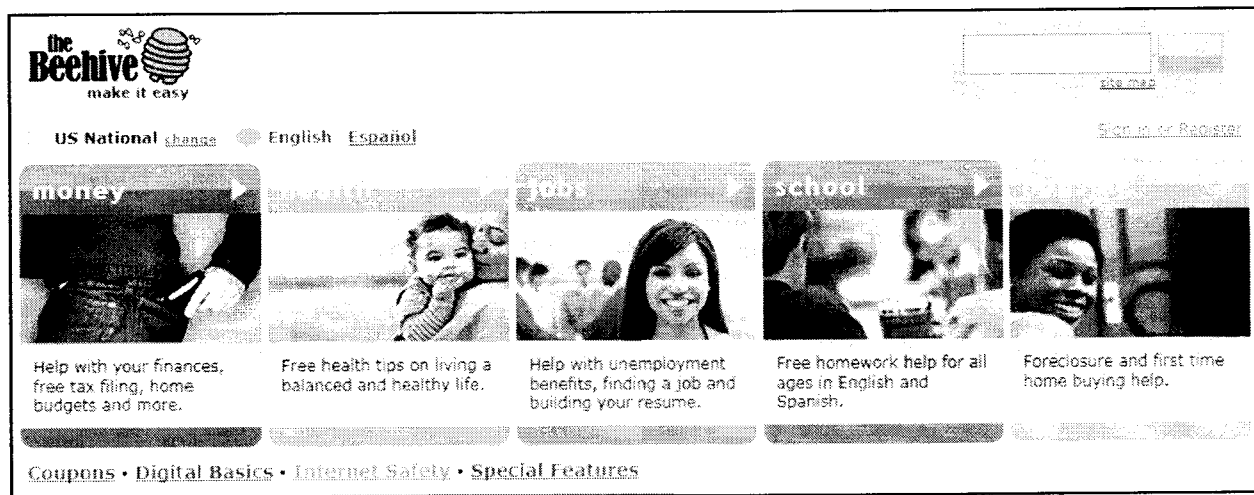 the
Beehive
make it easy
site map
US National change English Español
Sign in or Register
money
jobs
school
Help with your finances,
free tax filing, home
budgets and more.
Free health tips on living a
balanced and healthy life.
Help with unemployment
benefits, finding a job and
building your resume.
Free homework help for all
ages in English and
Spanish.
Foreclosure and first time
home buying help.
Coupons • Digital Basics • Internet Safety • Special Features